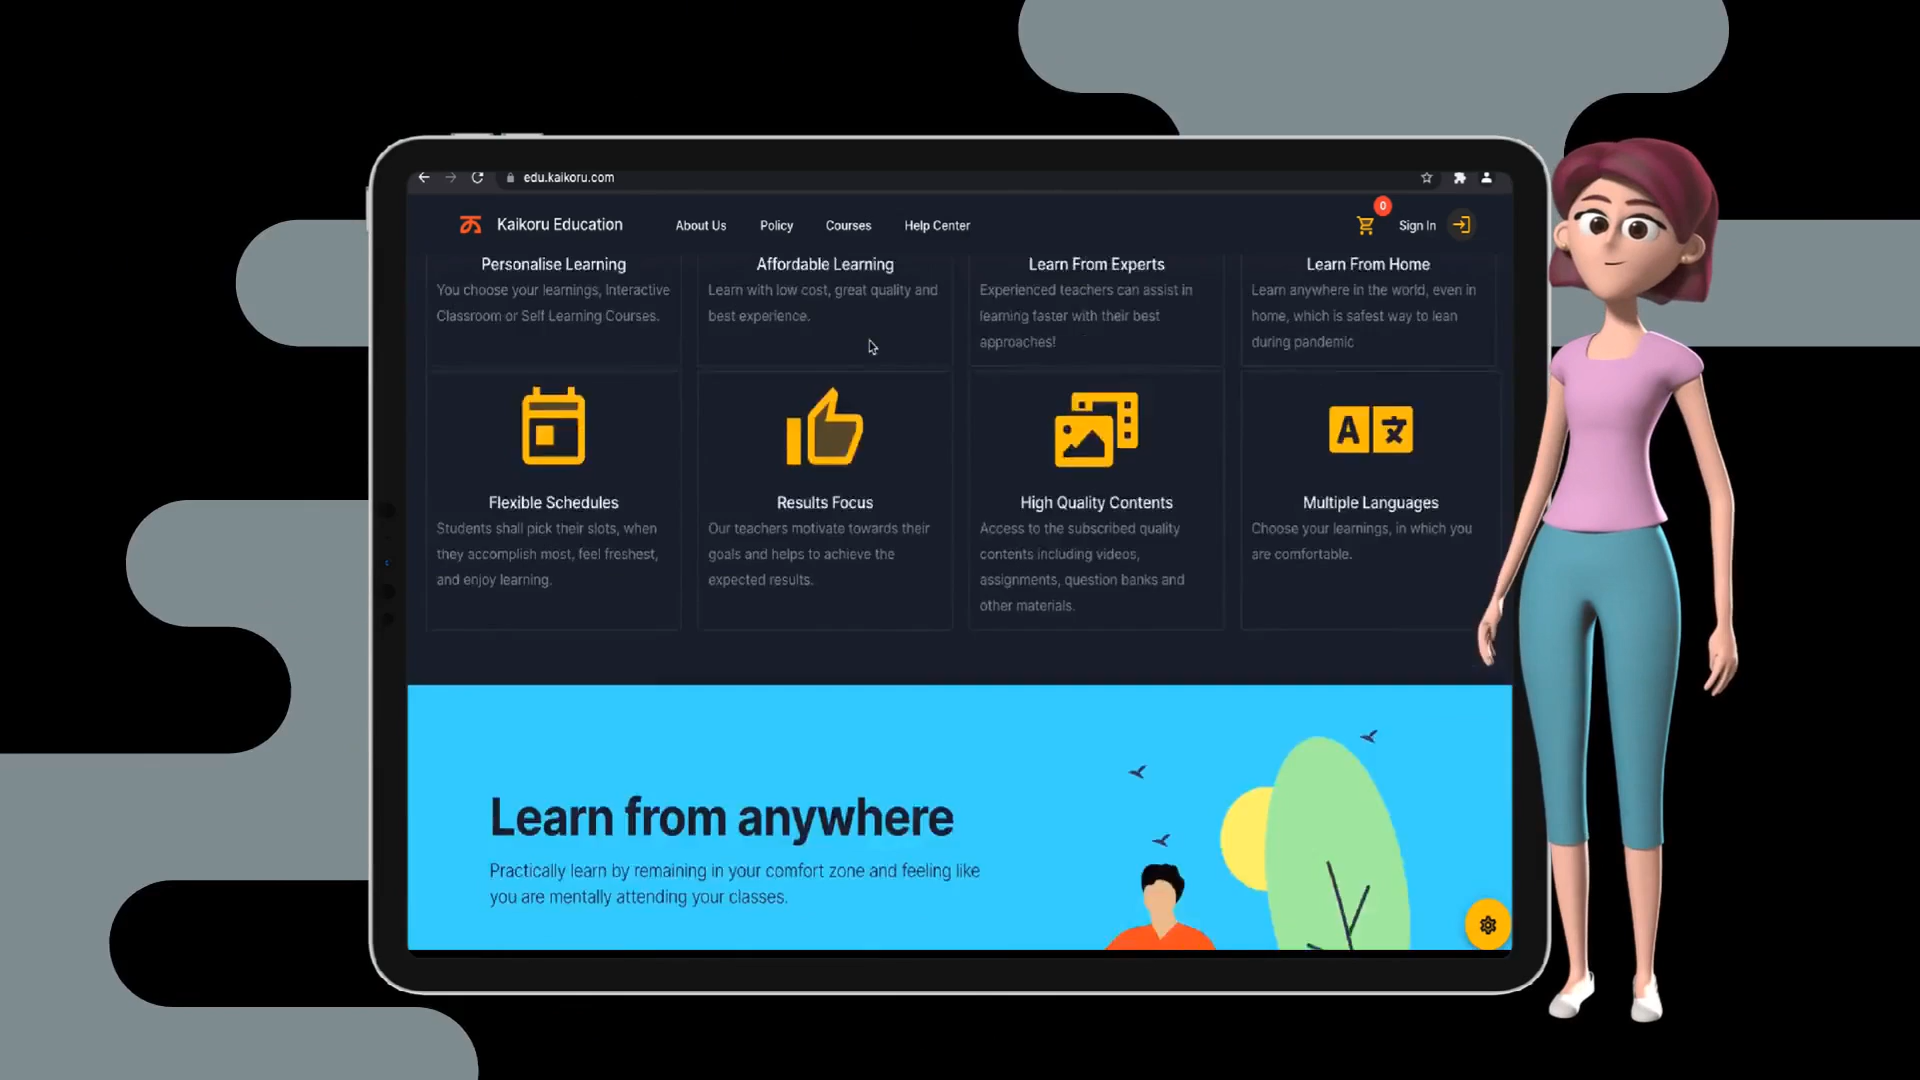 edu.kaikoru.com
Kaikoru Education
About Us
Policy
Courses
Help Center
0
Sign In
Personalise Learning
You choose your learnings, Interactive
Classroom or Self Learning Courses.
Affordable Learning
Learn with low cost, great quality and
best experience.
Learn From Experts
Experienced teachers can assist in
learning faster with their best
approaches!
Learn From Home
Learn anywhere in the world, even in
home, which is safest way to lean
during pandemic
Flexible Schedules
Students shall pick their slots, when
they accomplish most, feel freshest,
and enjoy learning.
Results Focus
Our teachers motivate towards their
goals and helps to achieve the
expected results.
High Quality Contents
Access to the subscribed quality
contents including videos,
assignments, question banks and
other materials.
A 文
Multiple Languages
Choose your learnings, in which you
are comfortable.
Learn from anywhere
Practically learn by remaining in your comfort zone and feeling like
you are mentally attending your classes.